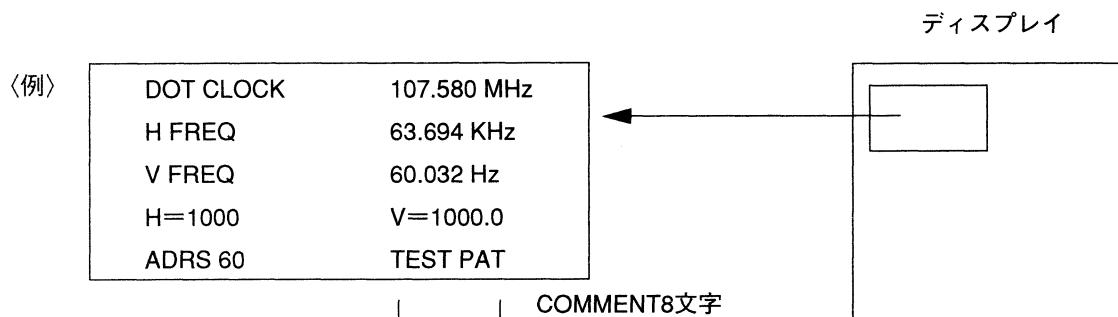 ディスプレイ
〈例〉
DOT CLOCK 107.580 MHz
H FREQ 63.694 KHz
V FREQ 60.032 Hz
H＝1000 V＝1000.0
ADRS 60 TEST PAT
COMMENT8文字